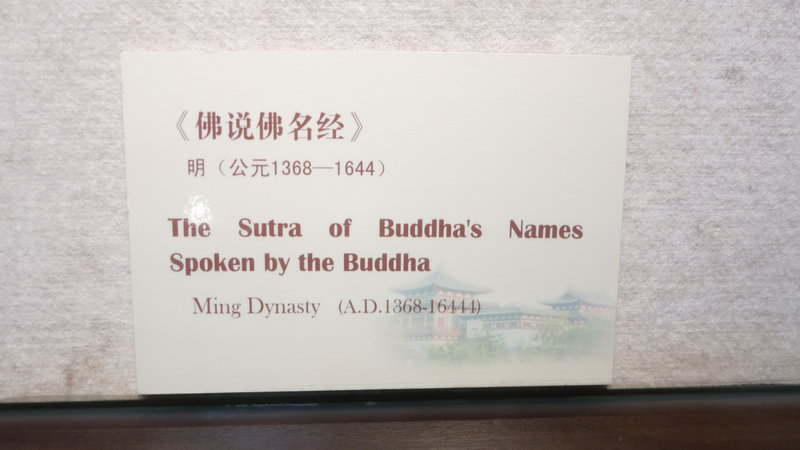 《佛说佛名经》
明（公元1368—1644）
The Sutra of Buddha's Names
Spoken by the Buddha
Ming Dynasty (A.D.1368-16444)